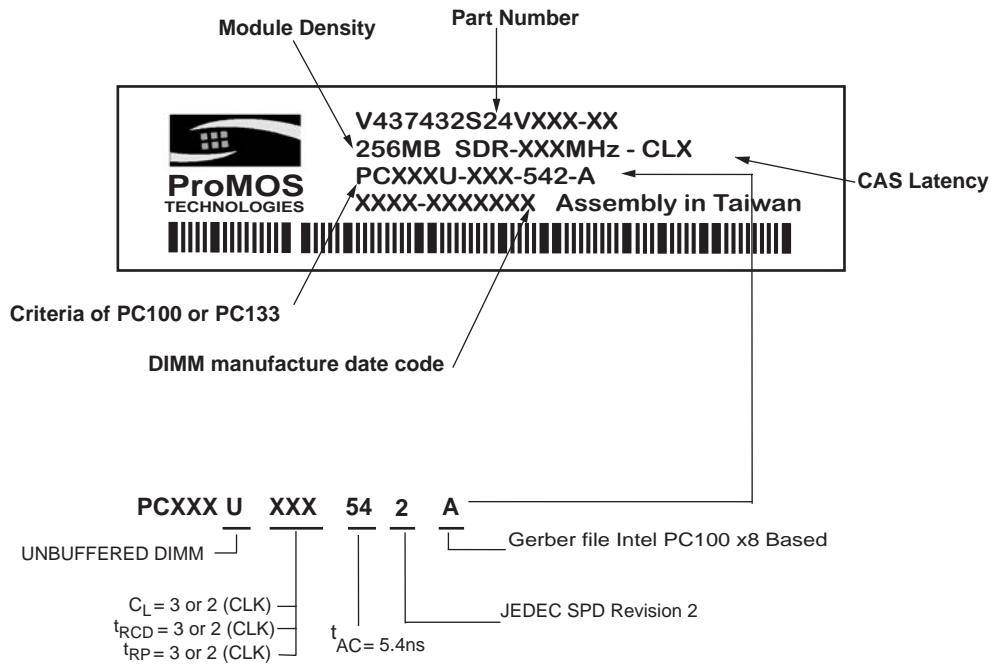 Part Number
Module Density
V437432S24VXXX-XX
256MB SDR-XXXMHz - CLX
PCXXXU-XXX-542-A
XXXX-XXXXXXX Assembly in Taiwan
ProMOS
TECHNOLOGIES
CAS Latency
Criteria of PC100 or PC133
DIMM manufacture date code
PCXXX U XXX 54 2 A
UNBUFFERED DIMM
Gerber file Intel PC100 x8 Based
CL = 3 or 2 (CLK)
tRCD = 3 or 2 (CLK)
tRP = 3 or 2 (CLK)
tAC = 5.4ns
JEDEC SPD Revision 2